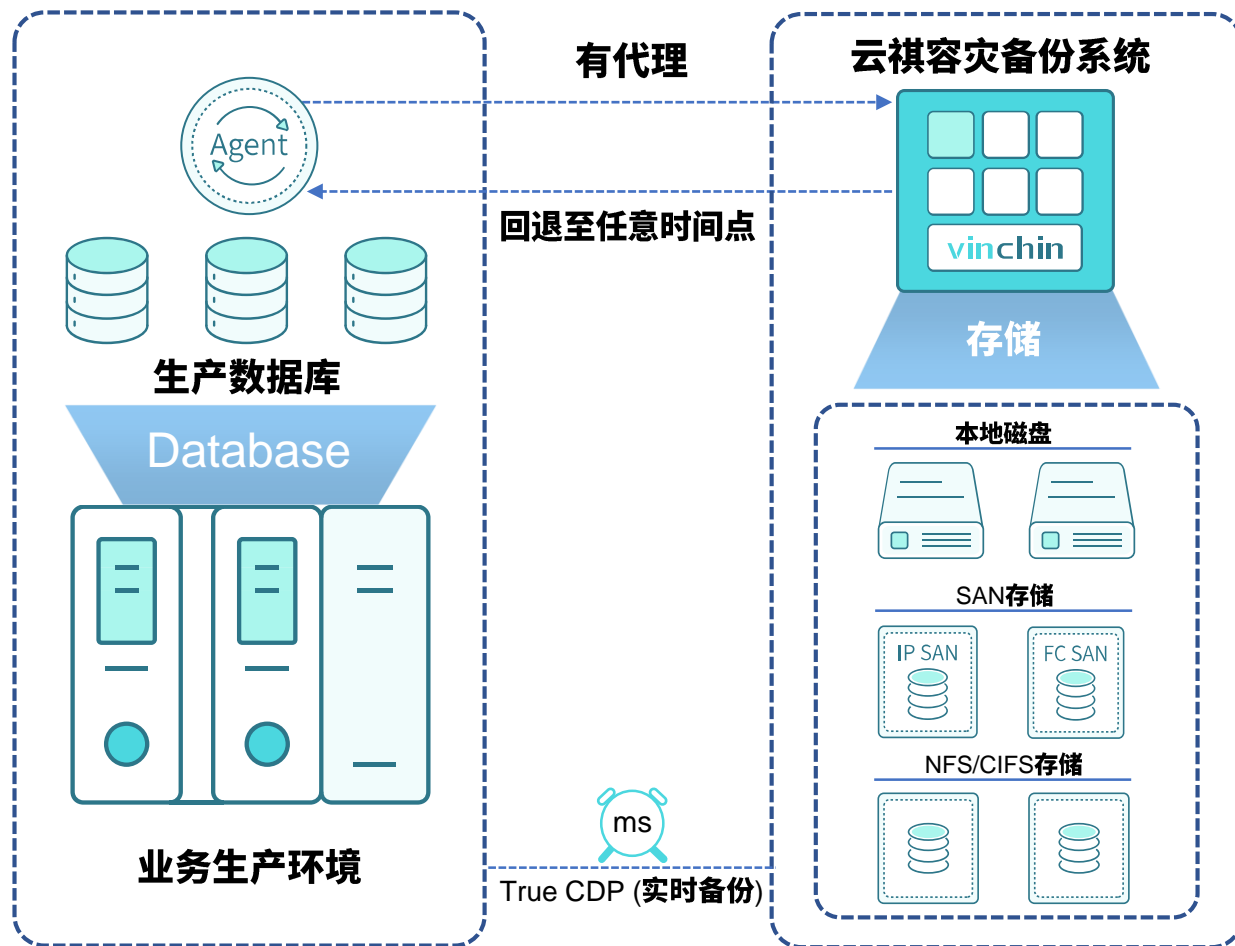 有代理
云祺容灾备份系统
Agent
回退至任意时间点
vinchin
存储
生产数据库
Database
本地磁盘
SAN存储
IP SAN
FC SAN
NFS/CIFS存储
ms
业务生产环境
True CDP (实时备份)